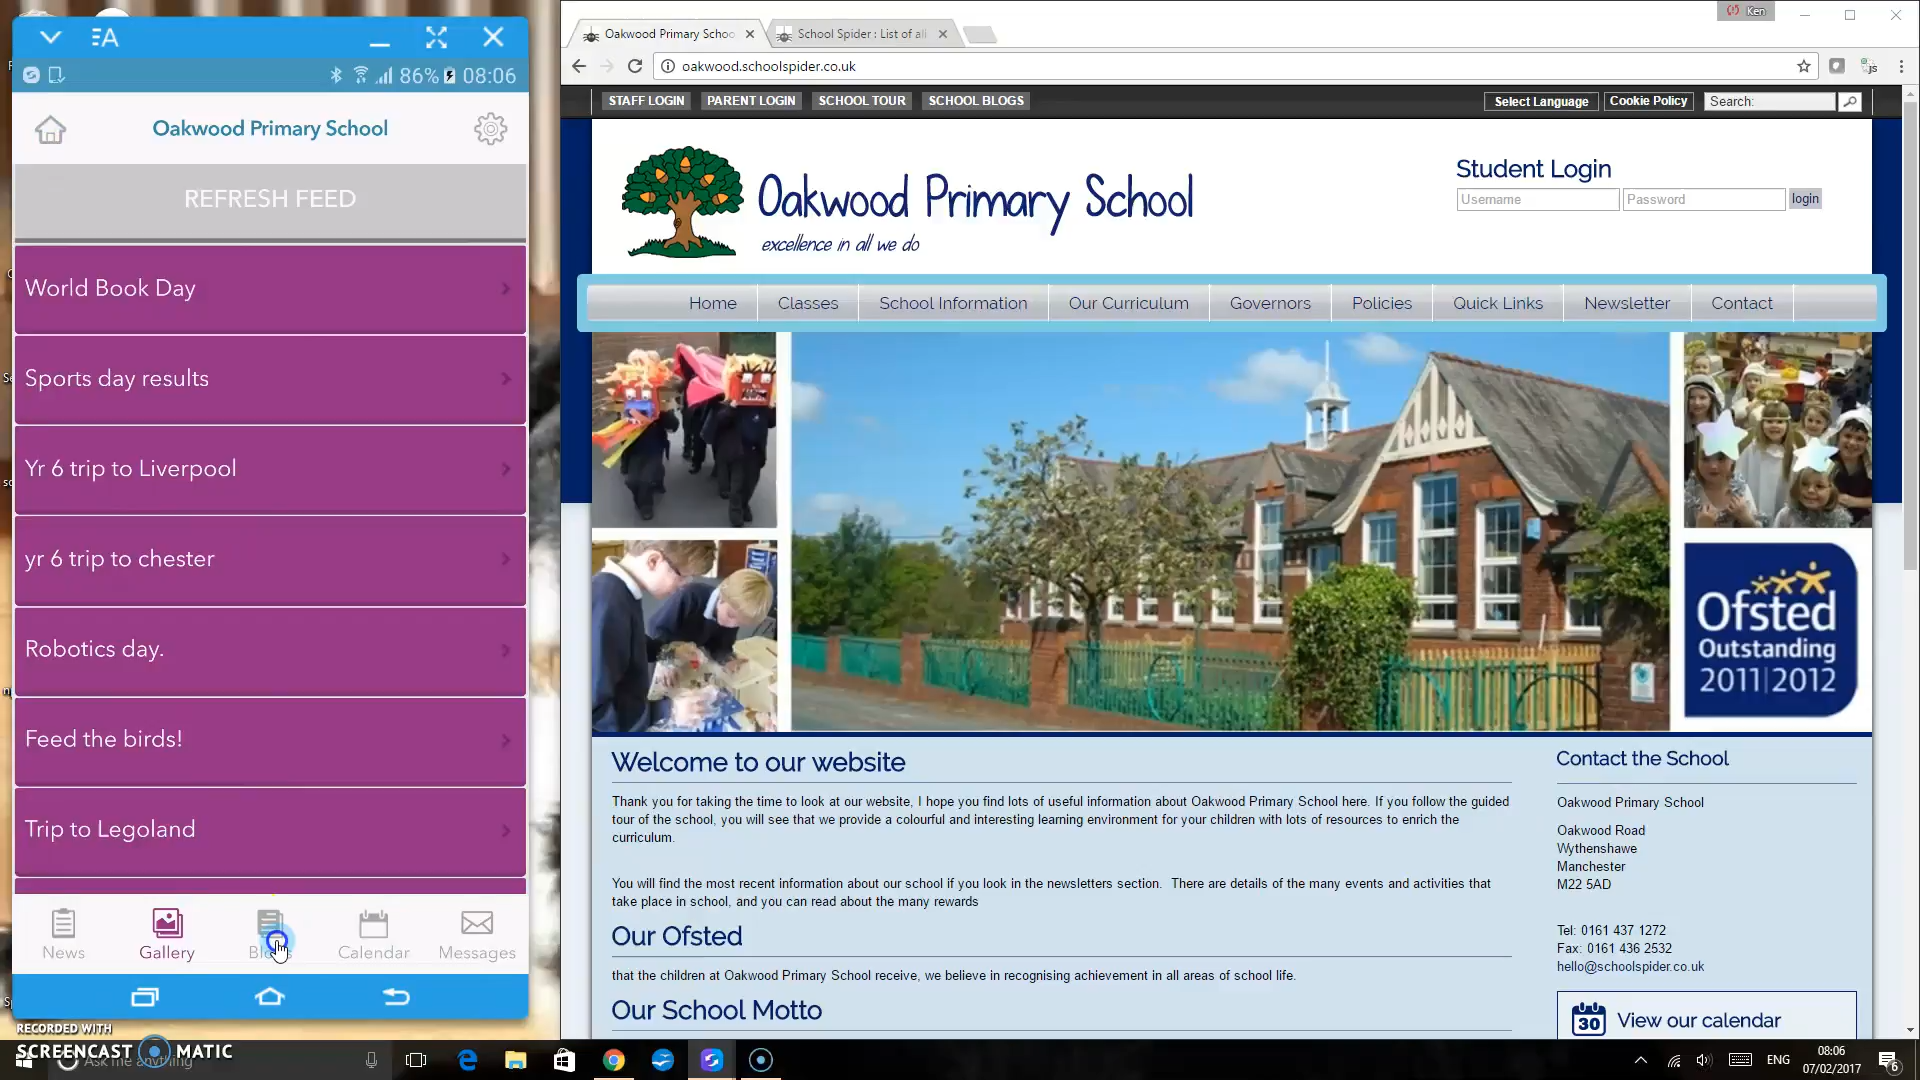 86% 08:06
Oakwood Primary School
REFRESH FEED
World Book Day
Sports day results
Yr 6 trip to Liverpool
yr 6 trip to chester
Robotics day.
Feed the birds!
Trip to Legoland
News
Gallery
Calendar
Messages
RECORDED WITH
SCREENCAST MATIC
Ask me anything
Ken
Oakwood Primary Schoo
School Spider : List of all
oakwood.schoolspider.co.uk
STAFF LOGIN
PARENT LOGIN
SCHOOL TOUR
SCHOOL BLOGS
Select Language
Cookie Policy
Search:
Oakwood Primary School
excellence in all we do
Student Login
Username
Password
login
Home
Classes
School Information
Our Curriculum
Governors
Policies
Quick Links
Newsletter
Contact
Ofsted
Outstanding
2011|2012
Welcome to our website
Thank you for taking the time to look at our website, I hope you find lots of useful information about Oakwood Primary School here. If you follow the guided
tour of the school, you will see that we provide a colourful and interesting learning environment for your children with lots of resources to enrich the
curriculum.
You will find the most recent information about our school if you look in the newsletters section. There are details of the many events and activities that
take place in school, and you can read about the many rewards
Our Ofsted
that the children at Oakwood Primary School receive, we believe in recognising achievement in all areas of school life.
Our School Motto
Contact the School
Oakwood Primary School
Oakwood Road
Wythenshawe
Manchester
M22 5AD
Tel: 0161 437 1272
Fax: 0161 436 2532
hello@schoolspider.co.uk
30
View our calendar
ENG
08:06
07/02/2017
6